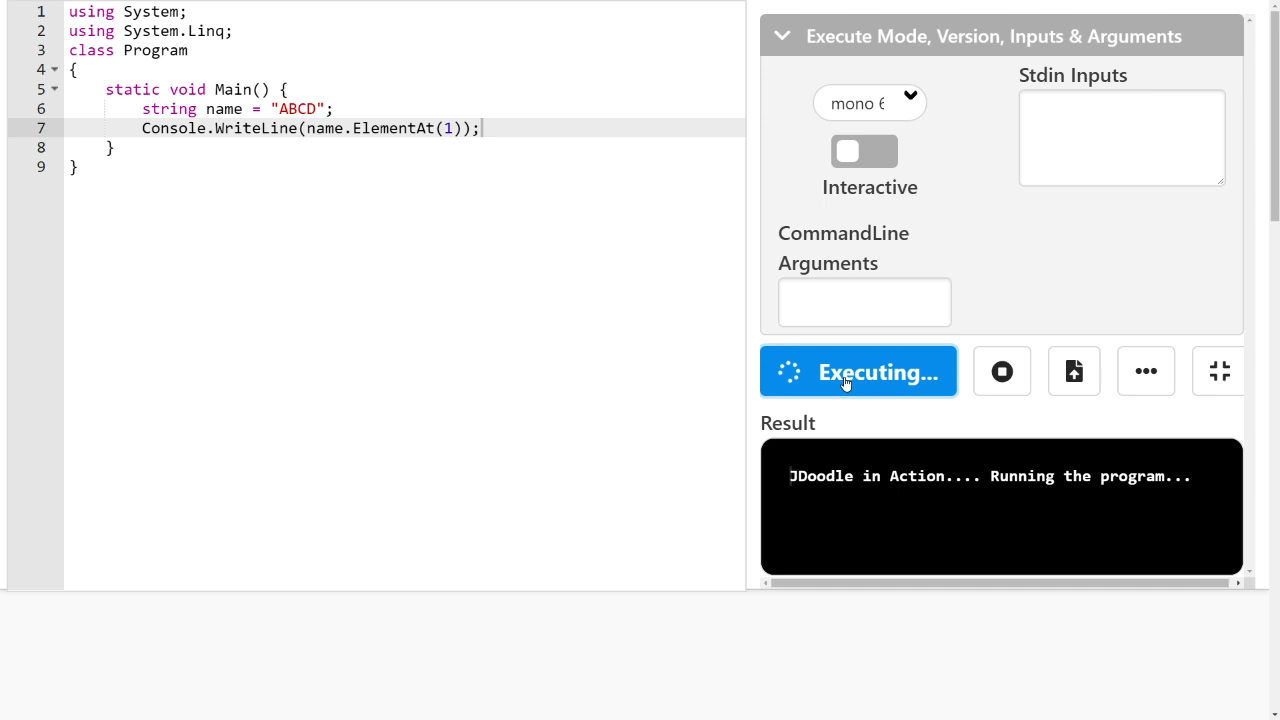 1 using System;
2 using System.Linq;
3 class Program
4 {
5 static void Main() {
6 string name = "ABCD";
7 Console.WriteLine(name.ElementAt(1));
8 }
9 }
Execute Mode, Version, Inputs & Arguments
mono 6
Interactive
Stdin Inputs
CommandLine
Arguments
Executing...
Result
JDoodle in Action.... Running the program...